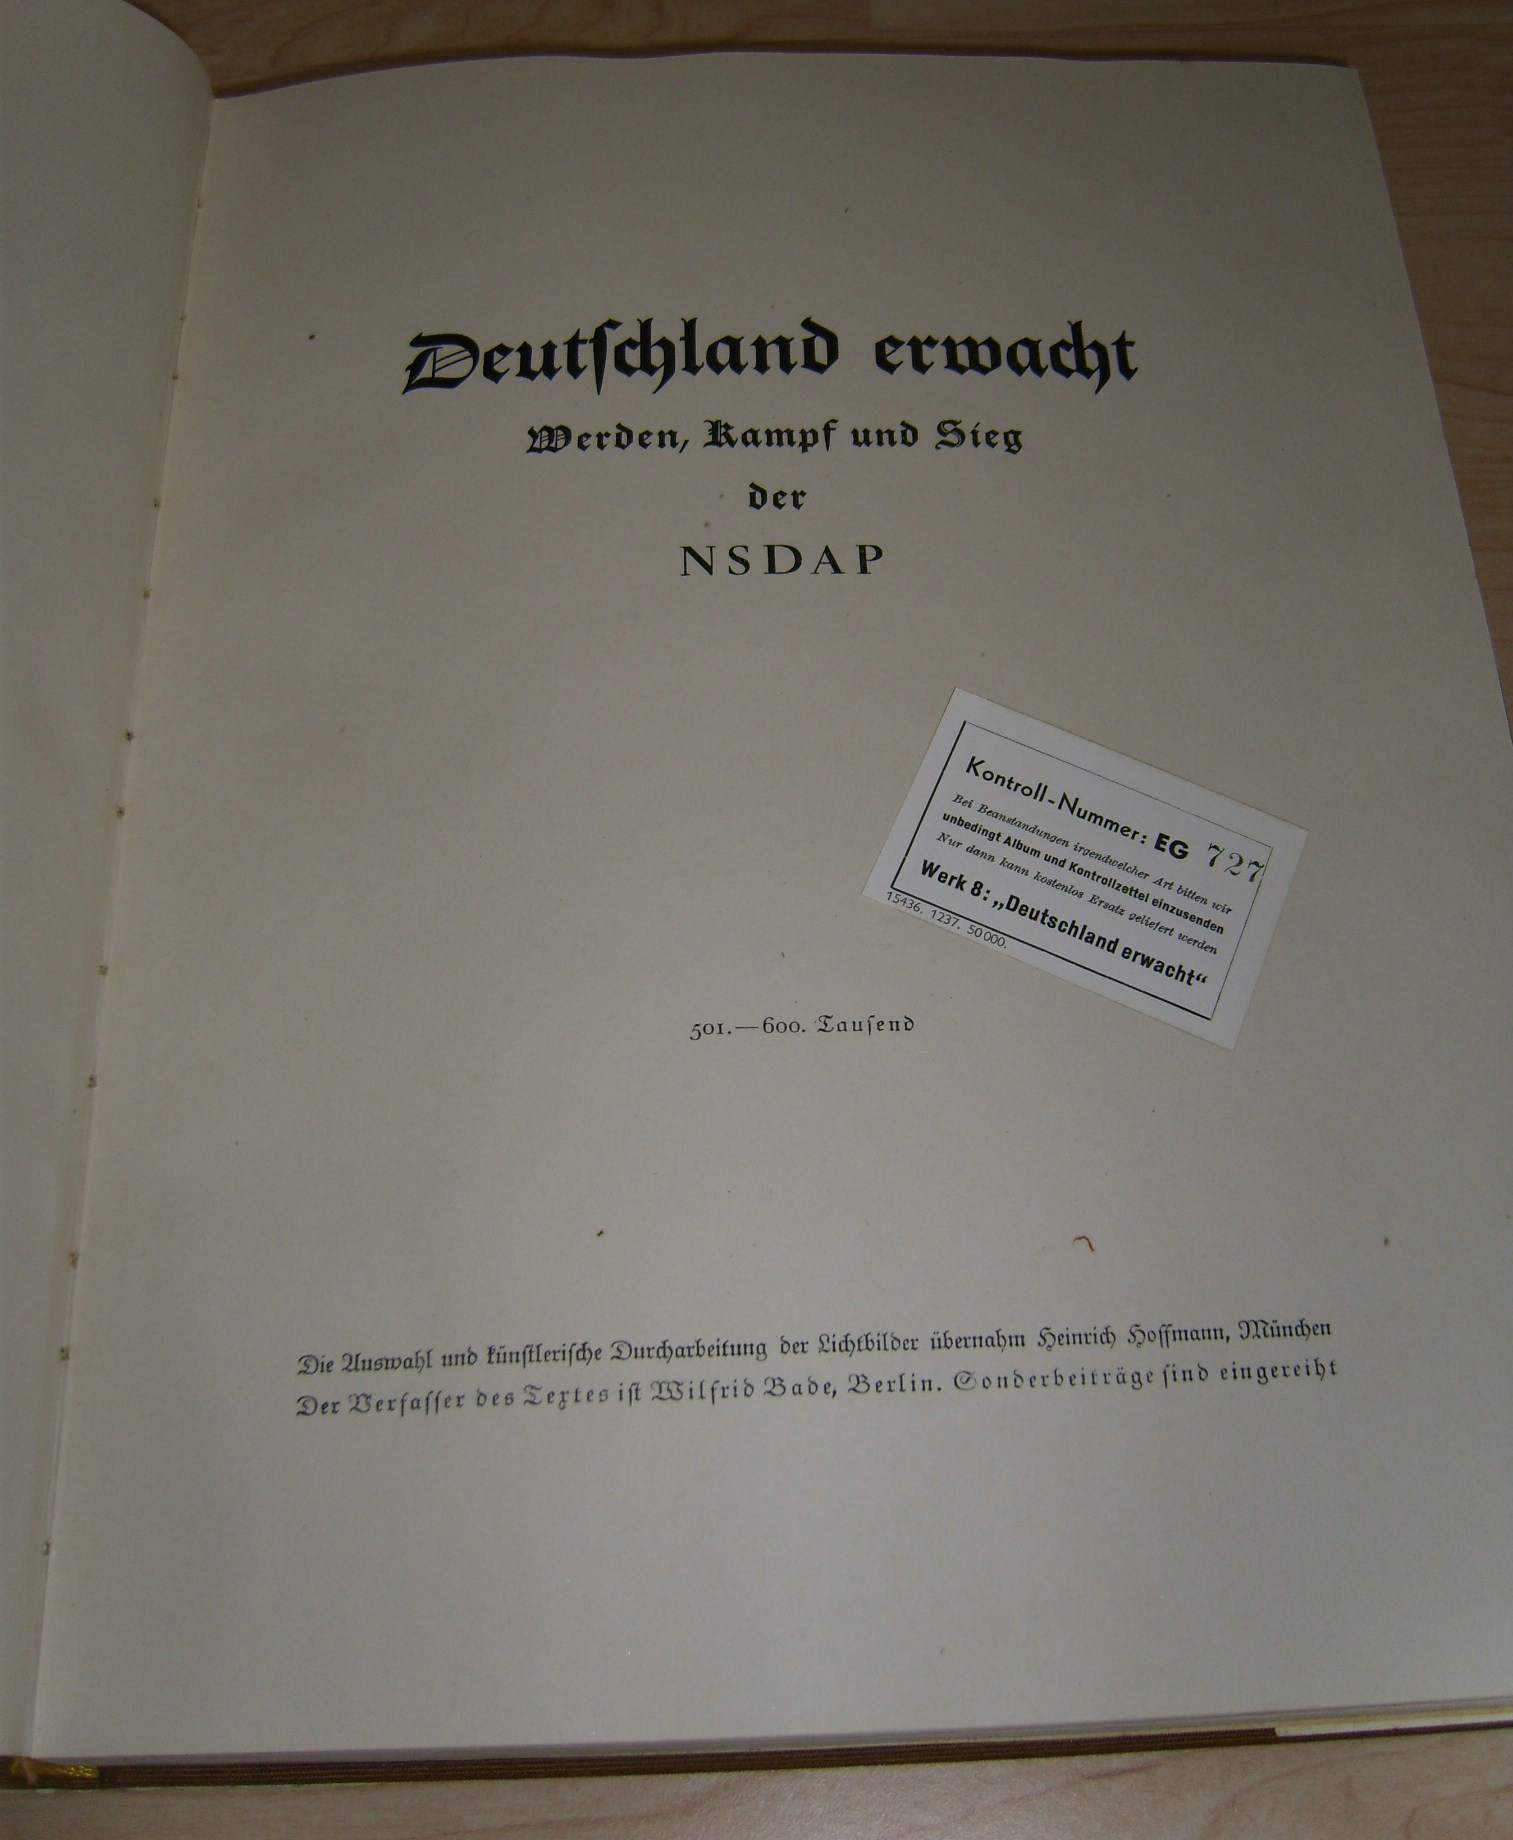 Deutſchland erwacht
Werden, Kampf und Sieg
der
NSDAP
Kontroll-Nummer: EG 727
Bei Beanstandungen irgendwelcher Art bitten wir
unbedingt Album und Kontrollzettel einzusenden
Nur dann kann kostenlos Ersatz geliefert werden
Werk 8: „Deutschland erwacht“
15436. 1237. 50000.
501.—600. Tauſend
Die Auswahl und künſtleriſche Durcharbeitung der Lichtbilder übernahm Heinrich Hoffmann, München
Der Verfaſſer des Textes iſt Wilfrid Bade, Berlin. Sonderbeiträge ſind eingereiht